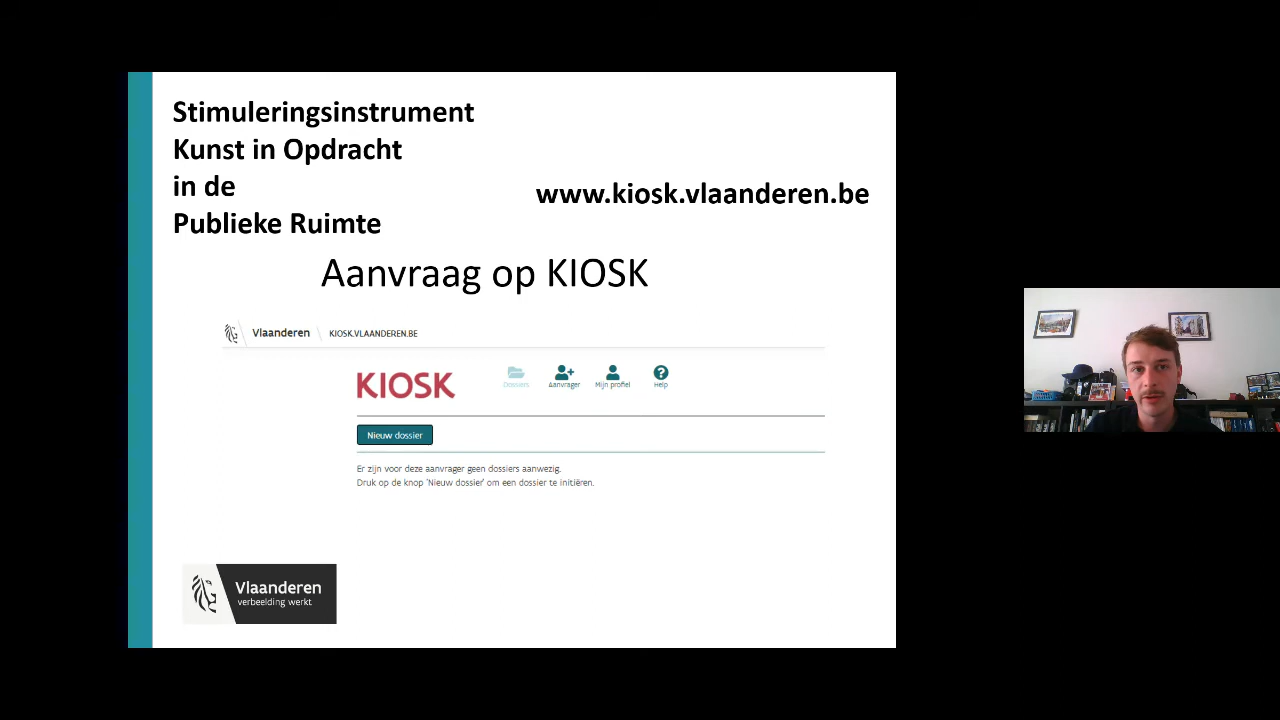 Stimuleringsinstrument
Kunst in Opdracht
in de
Publieke Ruimte
www.kiosk.vlaanderen.be
Aanvraag op KIOSK
Vlaanderen KIOSK.VLAANDEREN.BE
KIOSK
Dossiers Aanvrager Mijn profiel Help
Nieuw dossier
Er zijn voor deze aanvrager geen dossiers aanwezig.
Druk op de knop 'Nieuw dossier' om een dossier te initiëren.
Vlaanderen
verbeelding werkt